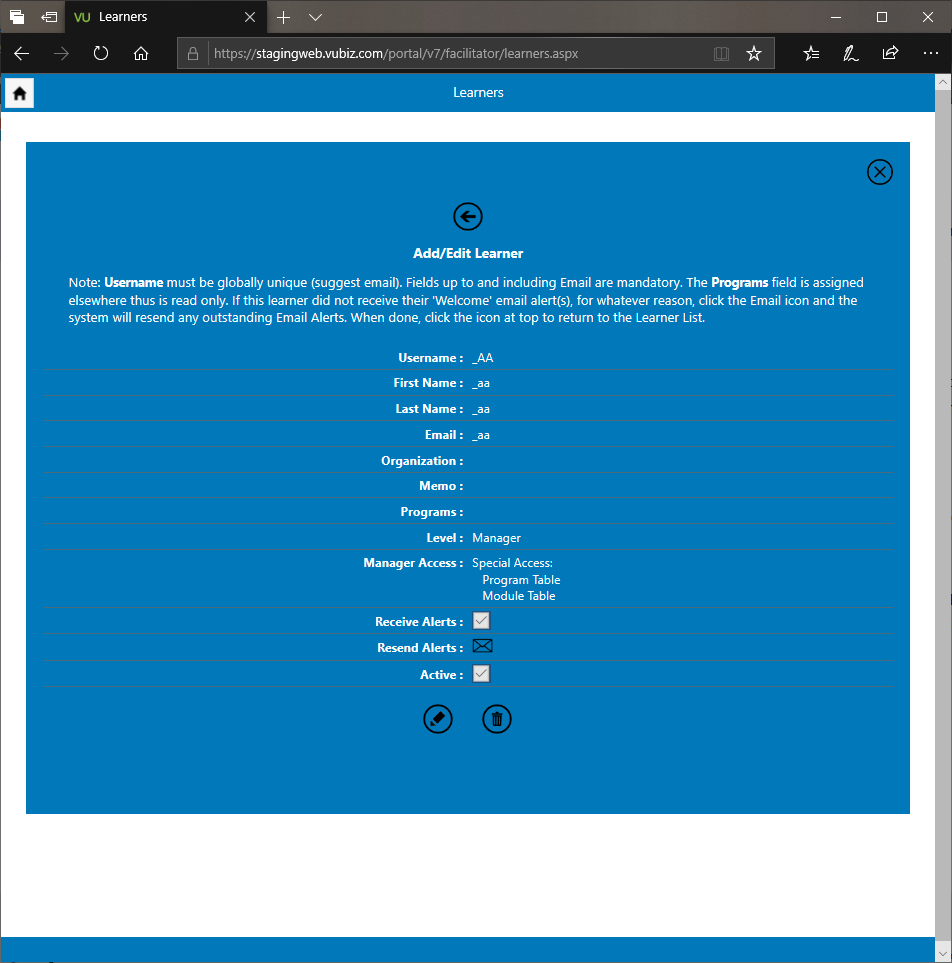 VU Learners
https://stagingweb.vubiz.com/portal/v7/facilitator/learners.aspx
Learners
Add/Edit Learner
Note: Username must be globally unique (suggest email). Fields up to and including Email are mandatory. The Programs field is assigned
elsewhere thus is read only. If this learner did not receive their 'Welcome' email alert(s), for whatever reason, click the Email icon and the
system will resend any outstanding Email Alerts. When done, click the icon at top to return to the Learner List.
Username : _AA
First Name : _aa
Last Name : _aa
Email : _aa
Organization :
Memo :
Programs :
Level : Manager
Manager Access : Special Access:
Program Table
Module Table
Receive Alerts :
Resend Alerts :
Active :